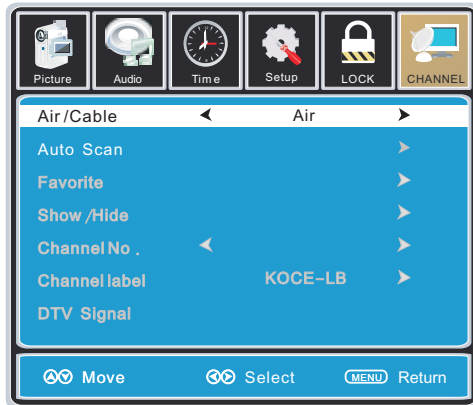 Picture Audio Time Setup LOCK CHANNEL
Air/Cable Air
Auto Scan
Favorite
Show/Hide
Channel No.
Channel label KOCE-LB
DTV Signal
Move Select MENU Return